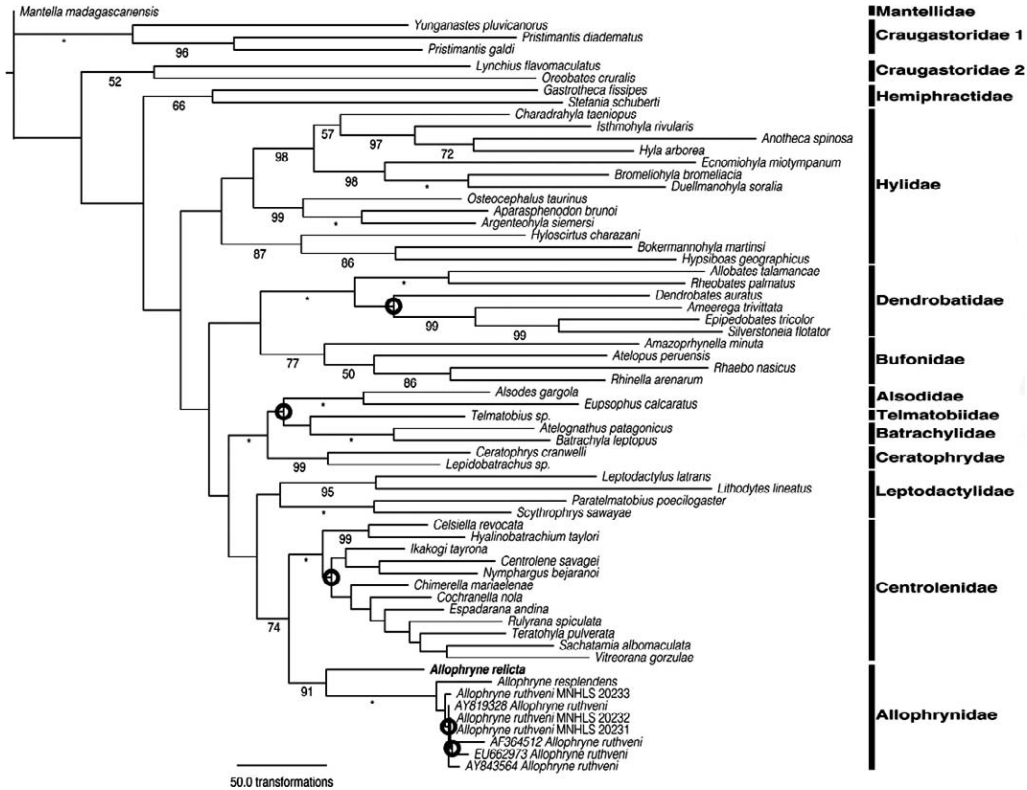 Mantella madagascariensis
Mantellidae
Yunganastes pluvicanorus
*
Pristimantis diadematus
Craugastoridae 1
96
Pristimantis galdi
Lynchius flavomaculatus
Craugastoridae 2
52
Oreobates cruralis
Gastrotheca fissipes
Hemiphractidae
66
Stefania schuberti
Charadrahyla taeniopus
57
Isthmohyla rivularis
97
Anotheca spinosa
72
Hyla arborea
98
Ecnomiohyla miotympanum
98
Bromeliohyla bromeliacia
*
Duellmanohyla soralia
Hylidae
Osteocephalus taurinus
99
Aparasphenodon brunoi
*
Argenteohyla siemersi
Hyloscirtus charazani
87
Bokermannohyla martinsi
86
Hypsiboas geographicus
Allobates talamancae
*
Rheobates palmatus
*
Dendrobates auratus
Dendrobatidae
Ameerega trivittata
99
Epipedobates tricolor
99
Silverstoneia flotator
Amazophrynella minuta
77
Atelopus peruensis
Bufonidae
50
Rhaebo nasicus
86
Rhinella arenarum
Alsodes gargola
Alsodidae
*
Eupsophus calcaratus
Telmatobius sp.
Telmatobiidae
*
Atelognathus patagonicus
Batrachylidae
*
Batrachyla leptopus
Ceratophrys cranwelli
Ceratophrydae
99
Lepidobatrachus sp.
Leptodactylus latrans
95
Lithodytes lineatus
Leptodactylidae
Paratelmatobius poecilogaster
*
Scythrophrys sawayae
Celsiella revocata
99
Hyalinobatrachium taylori
*
Ikakogi tayrona
Centrolene savagei
Nymphargus bejaranoi
Chimerella mariaelenae
Centrolenidae
Cochranella nola
Espadarana andina
Rulyrana spiculata
74
Teratohyla pulverata
Sachatamia albomaculata
Vitreorana gorzulae
Allophryne relicta
91
Allophryne resplendens
*
Allophryne ruthveni MNHLS 20233
AY819328 Allophryne ruthveni
Allophrynidae
Allophryne ruthveni MNHLS 20232
Allophryne ruthveni MNHLS 20231
AF364512 Allophryne ruthveni
EU662973 Allophryne ruthveni
AY843564 Allophryne ruthveni
50.0 transformations